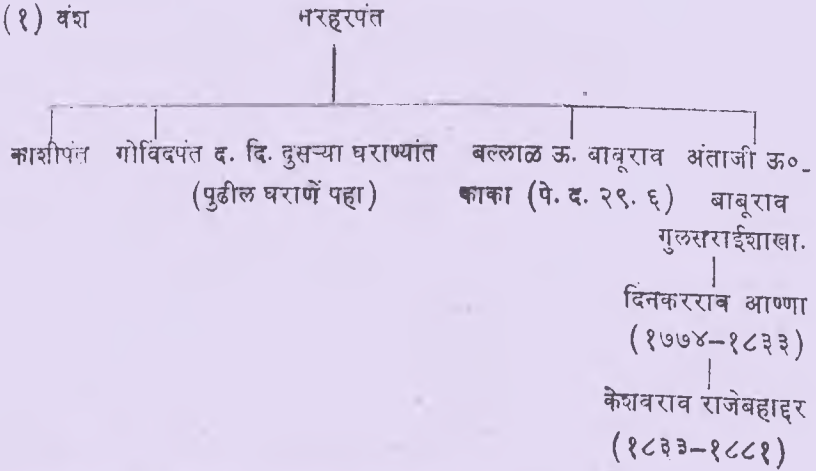 (१) वंश नरहरपंत
काशीपंत गोविंदपंत द. दि. दुसऱ्या घराण्यांत बल्लाळ ऊ. बाबूराव अंताजी ऊ०
(पुढील घराणें पहा) काका (पे. द. २९. ६) बाबूराव
गुलसराईशाखा.
दिनकरराव आण्णा
(१७७४–१८३३)
केशवराव राजेबहाद्दर
(१८३३–१८८१)